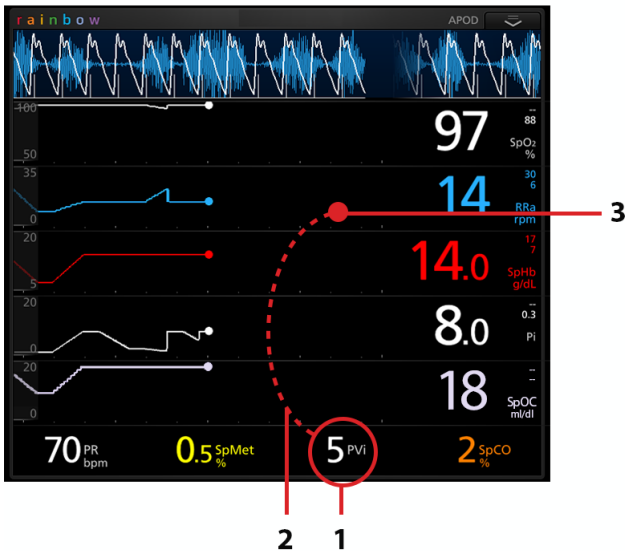 rainbow APOD
100 97 --
88
50 SpO₂
%
35 14 30
6
0 RRa
rpm
20 14.0 17
7
5 SpHb
g/dL
20 8.0 --
0.3
0 Pi
20 18 --
--
0 SpOC
ml/dl
70 PR bpm 0.5 SpMet % 5 PVi 2 SpCO %
3
2 1